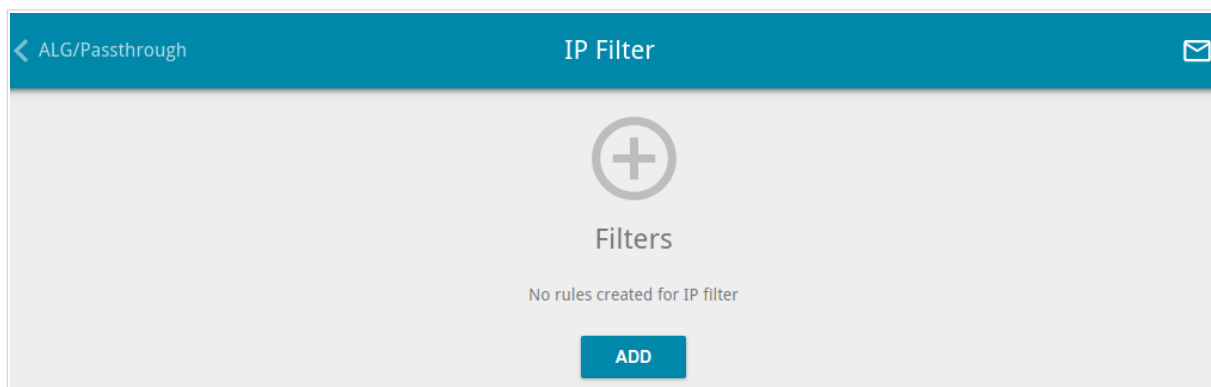 ALG/Passthrough
IP Filter
Filters
No rules created for IP filter
ADD